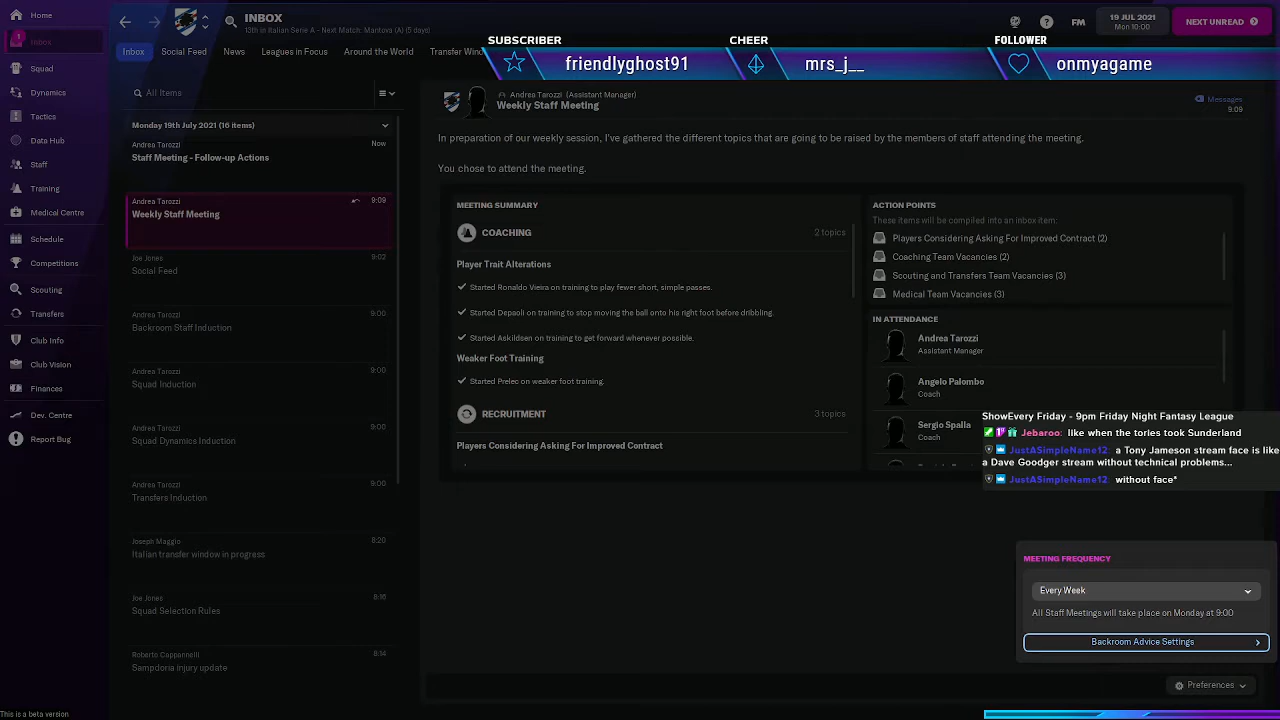 Home
Inbox
Squad
Dynamics
Tactics
Data Hub
Staff
Training
Medical Centre
Schedule
Competitions
Scouting
Transfers
Club Info
Club Vision
Finances
Dev. Centre
Report Bug
This is a beta version
INBOX
13th in Italian Serie A - Next Match: Mantova (A) (5 days)
FM
19 JUL 2021
Mon 10:00
NEXT UNREAD
Inbox
Social Feed
News
Leagues in Focus
Around the World
Transfer Wind
SUBSCRIBER
friendlyghost91
CHEER
mrs_j__
FOLLOWER
onmyagame
All Items
Monday 19th July 2021 (16 items)
Andrea Tarozzi Now
Staff Meeting - Follow-up Actions
Andrea Tarozzi 9:09
Weekly Staff Meeting
Joe Jones 9:02
Social Feed
Andrea Tarozzi 9:00
Backroom Staff Induction
Andrea Tarozzi 9:00
Squad Induction
Andrea Tarozzi 9:00
Squad Dynamics Induction
Andrea Tarozzi 9:00
Transfers Induction
Joseph Maggio 8:20
Italian transfer window in progress
Joe Jones 8:16
Squad Selection Rules
Roberto Cappannelli 8:14
Sampdoria injury update
Andrea Tarozzi (Assistant Manager)
Weekly Staff Meeting
Messages
9:09
In preparation of our weekly session, I've gathered the different topics that are going to be raised by the members of staff attending the meeting.
You chose to attend the meeting.
MEETING SUMMARY
COACHING 2 topics
Player Trait Alterations
Started Ronaldo Vieira on training to play fewer short, simple passes.
Started Depaoli on training to stop moving the ball onto his right foot before dribbling.
Started Askildsen on training to get forward whenever possible.
Weaker Foot Training
Started Prelec on weaker foot training.
RECRUITMENT 3 topics
Players Considering Asking For Improved Contract
ACTION POINTS
These items will be compiled into an inbox item:
Players Considering Asking For Improved Contract (2)
Coaching Team Vacancies (2)
Scouting and Transfers Team Vacancies (3)
Medical Team Vacancies (3)
IN ATTENDANCE
Andrea Tarozzi
Assistant Manager
Angelo Palombo
Coach
Sergio Spalla
Coach
ShowEvery Friday - 9pm Friday Night Fantasy League
Jebaroo: like when the tories took Sunderland
JustASimpleName12: a Tony Jameson stream face is like
a Dave Goodger stream without technical problems...
JustASimpleName12: without face*
MEETING FREQUENCY
Every Week
All Staff Meetings will take place on Monday at 9:00
Backroom Advice Settings
Preferences